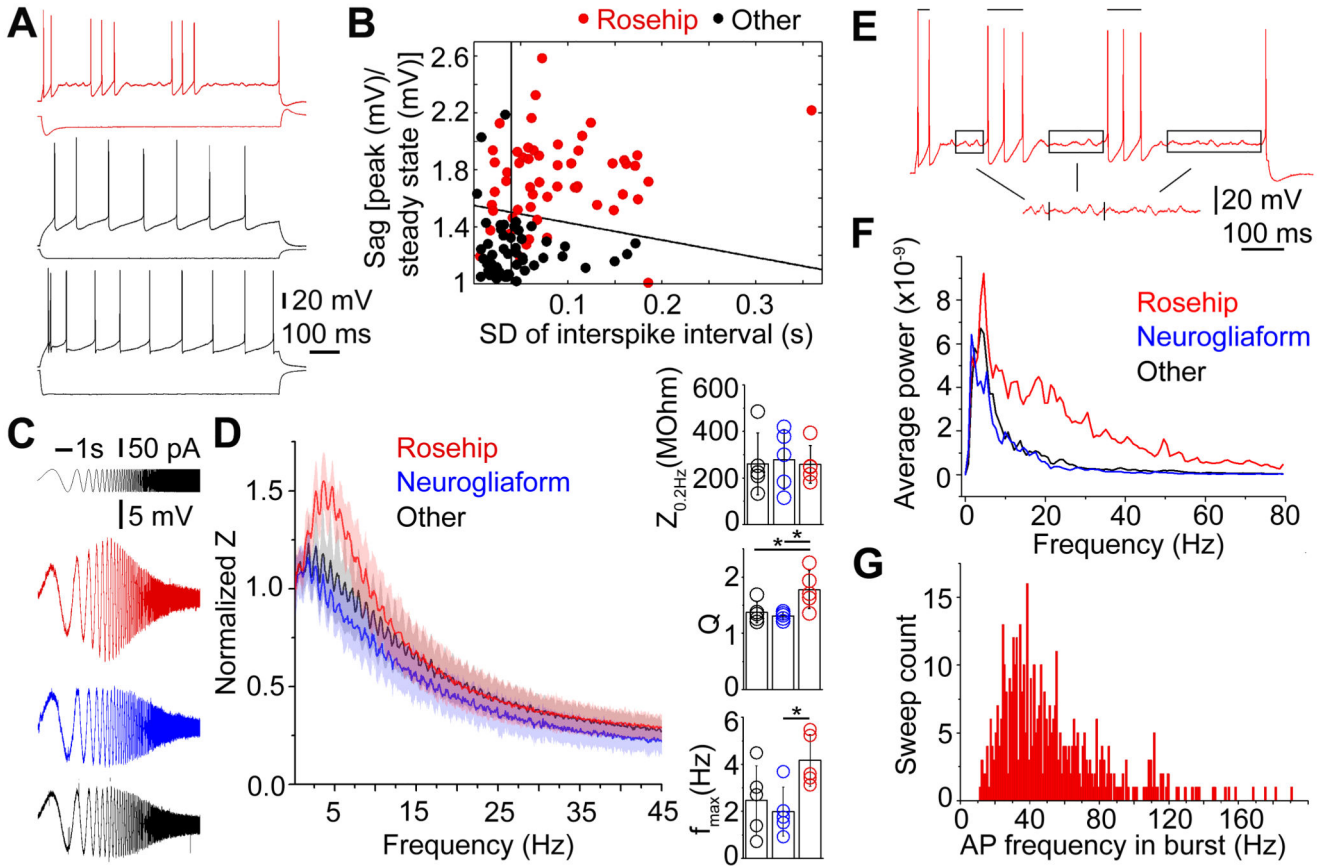 A
20 mV
100 ms
B
Rosehip
Other
Sag [peak (mV)/
steady state (mV)]
2.6
2.2
1.8
1.4
1
0.1
0.2
0.3
SD of interspike interval (s)
C
1s
50 pA
5 mV
D
Rosehip
Neurogliaform
Other
Normalized Z
1.5
1.0
0.5
0.0
5
15
25
35
45
Frequency (Hz)
Z0.2Hz(MOhm)
600
400
200
0
Q
2
1
0
* *
fmax(Hz)
6
4
2
0
*
E
20 mV
100 ms
F
Average power (x10-9)
Rosehip
Neurogliaform
Other
8
6
4
2
0
0
20
40
60
80
Frequency (Hz)
G
Sweep count
15
10
5
0
0
40
80
120
160
AP frequency in burst (Hz)